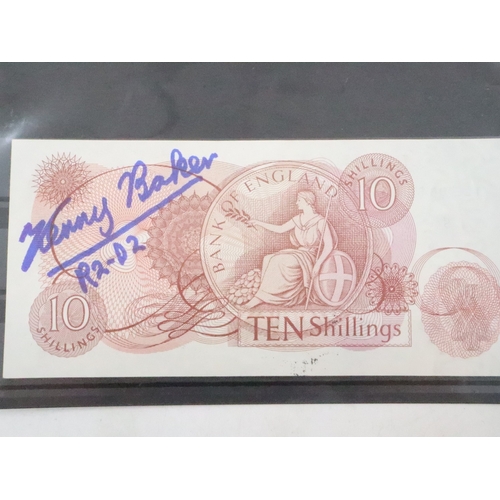 Kenny Baker
R2-D2
10
SHILLINGS
BANK OF ENGLAND
10
SHILLINGS
TEN Shillings